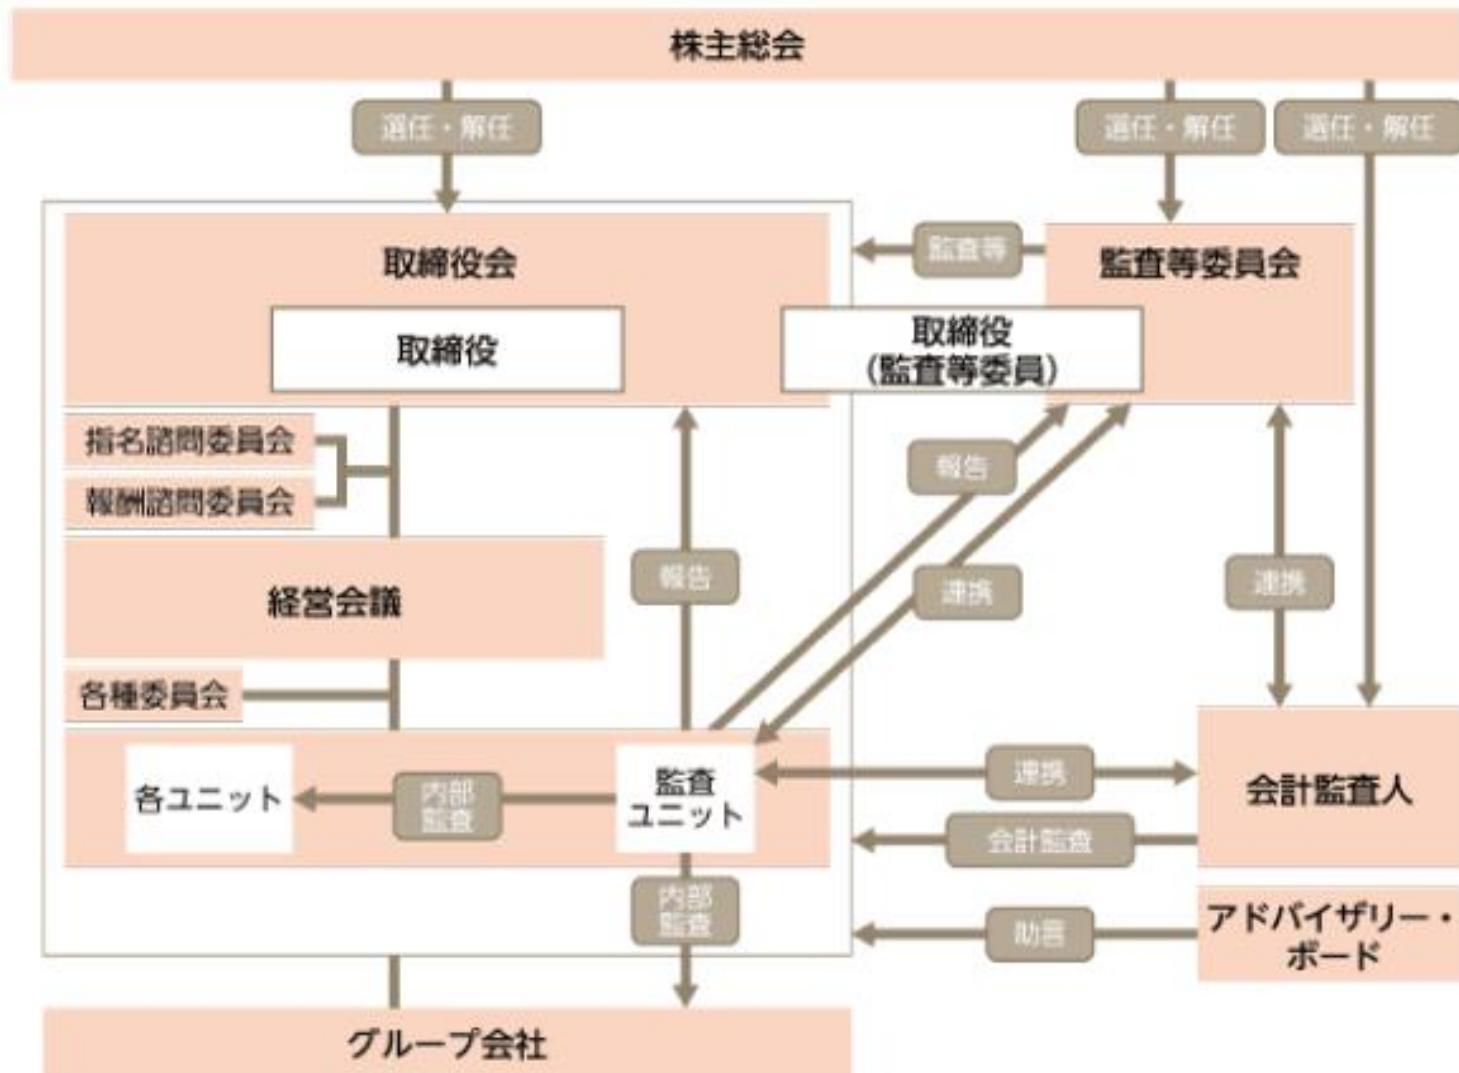 株主総会
選任・解任
選任・解任
選任・解任
取締役会
監査等
監査等委員会
取締役
取締役
（監査等委員）
指名諮問委員会
報酬諮問委員会
報告
経営会議
報告
連携
連携
各種委員会
各ユニット
内部
監査
監査
ユニット
連携
会計監査人
会計監査
内部
監査
助言
アドバイザリー・
ボード
グループ会社